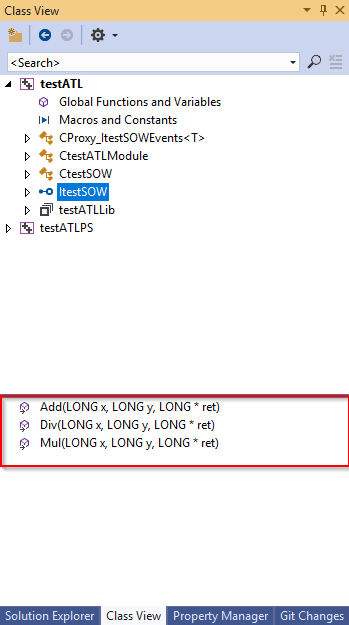 Class View
<Search>
testATL
Global Functions and Variables
Macros and Constants
CProxy_ItestSOWEvents<T>
CtestATLModule
CtestSOW
ItestSOW
testATLLib
testATLPS
Add(LONG x, LONG y, LONG * ret)
Div(LONG x, LONG y, LONG * ret)
Mul(LONG x, LONG y, LONG * ret)
Solution Explorer Class View Property Manager Git Changes